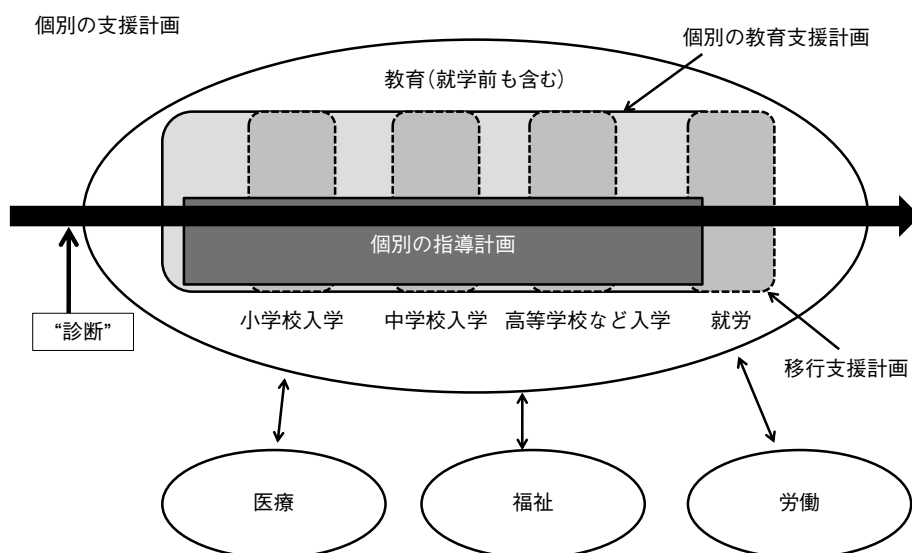 個別の支援計画
個別の教育支援計画
教育(就学前も含む)
個別の指導計画
“診断”
小学校入学
中学校入学
高等学校など入学
就労
移行支援計画
医療
福祉
労働